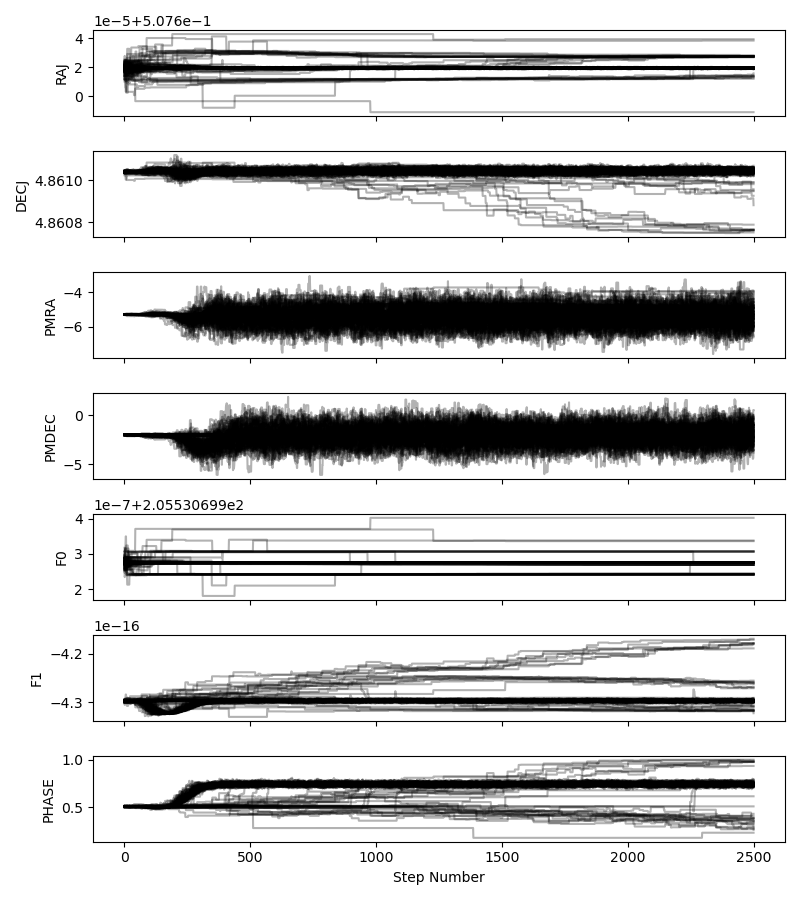 1e−5+5.076e−1
4
2
0
RAJ
4.8610
4.8608
DECJ
−4
−6
PMRA
0
−5
PMDEC
1e−7+2.05530699e2
4
3
2
F0
1e−16
−4.2
−4.3
F1
1.0
0.5
PHASE
0 500 1000 1500 2000 2500
Step Number